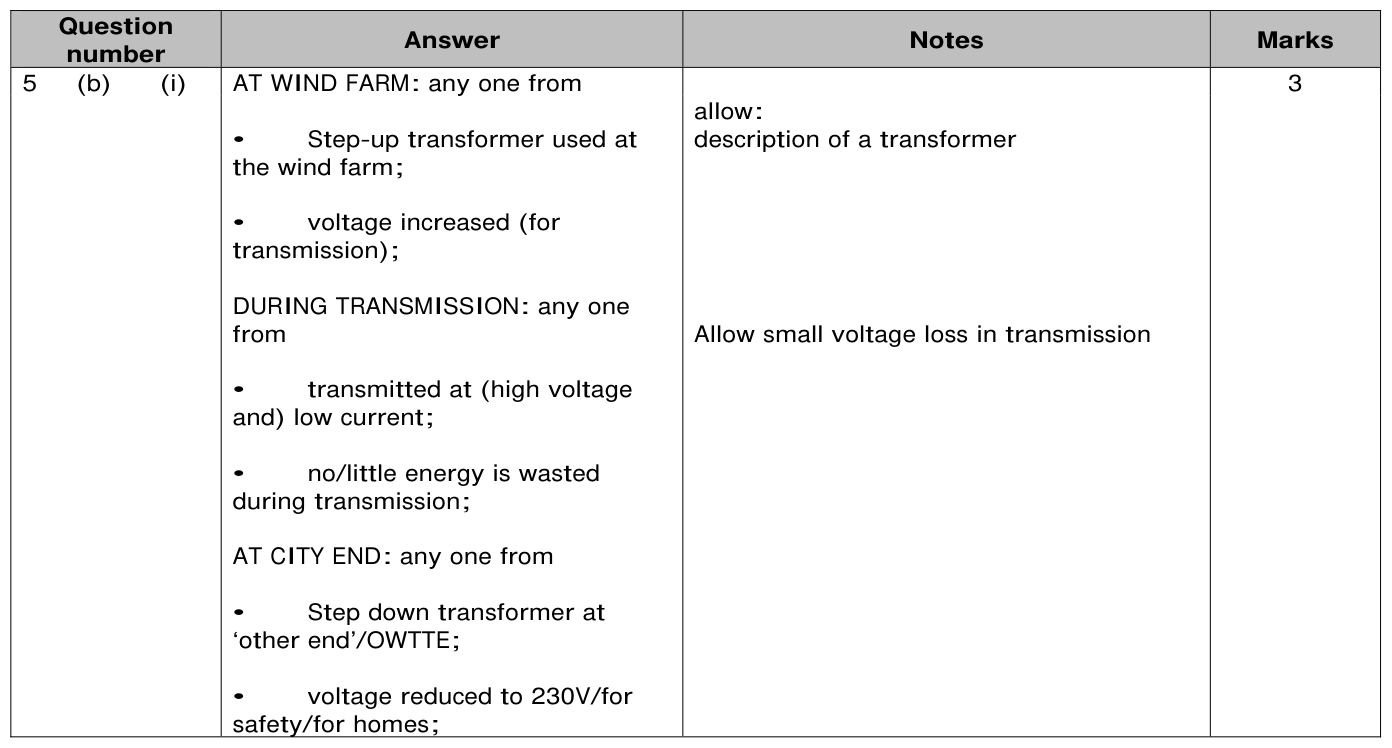 Question number
Answer
Notes
Marks
5 (b) (i)
AT WIND FARM: any one from
3
allow:
• Step-up transformer used at
description of a transformer
the wind farm;
• voltage increased (for
transmission);
DURING TRANSMISSION: any one
from
Allow small voltage loss in transmission
• transmitted at (high voltage
and) low current;
• no/little energy is wasted
during transmission;
AT CITY END: any one from
• Step down transformer at
‘other end’/OWTTE;
• voltage reduced to 230V/for
safety/for homes;